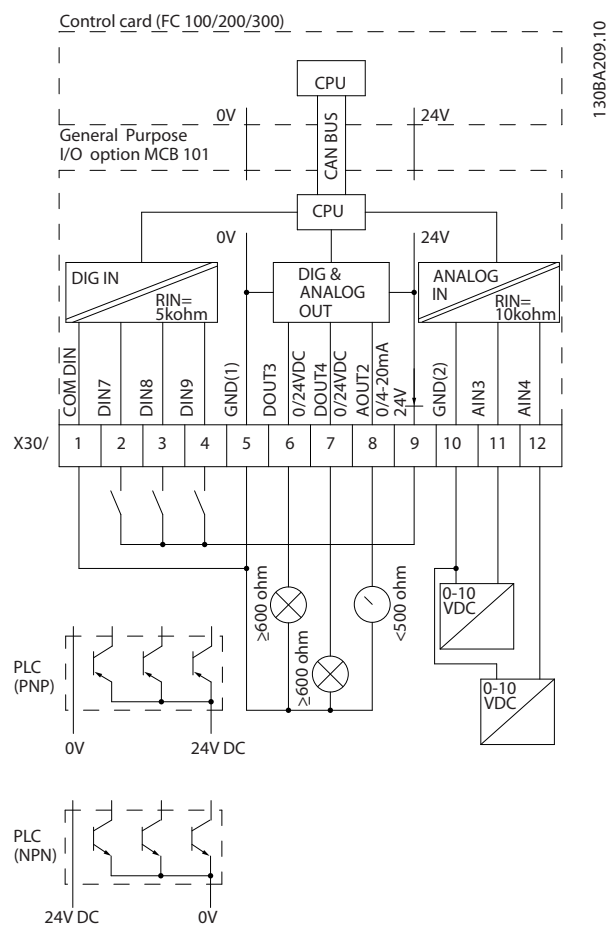 Control card (FC 100/200/300)
130BA209.10
CPU
0V
24V
General Purpose
I/O option MCB 101
CAN BUS
CPU
0V
24V
DIG IN
RIN=
5kohm
DIG &
ANALOG
OUT
ANALOG
IN
RIN=
10kohm
COM DIN
DIN7
DIN8
DIN9
GND(1)
DOUT3
0/24VDC
DOUT4
0/24VDC
AOUT2
0/4-20mA
24V
GND(2)
AIN3
AIN4
X30/ 1 2 3 4 5 6 7 8 9 10 11 12
≥600 ohm
≥600 ohm
<500 ohm
0-10
VDC
0-10
VDC
PLC
(PNP)
0V
24V DC
PLC
(NPN)
24V DC
0V